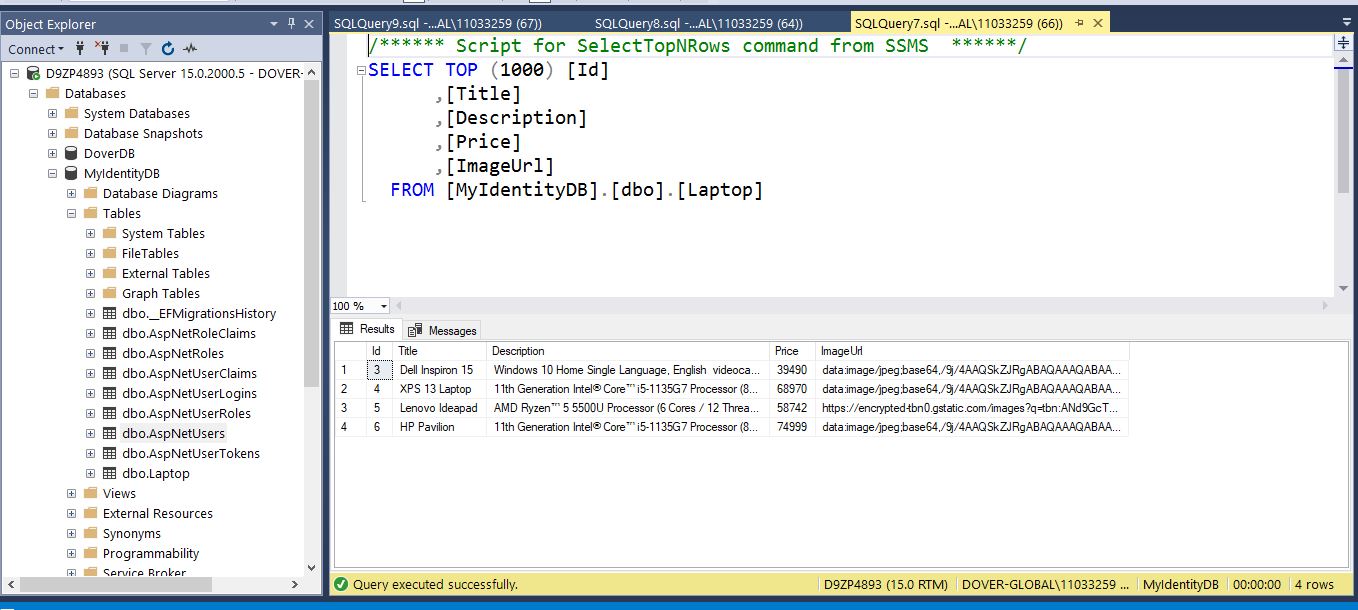 Object Explorer
Connect
D9ZP4893 (SQL Server 15.0.2000.5 - DOVER-
Databases
System Databases
Database Snapshots
DoverDB
MyIdentityDB
Database Diagrams
Tables
System Tables
FileTables
External Tables
Graph Tables
dbo.__EFMigrationsHistory
dbo.AspNetRoleClaims
dbo.AspNetRoles
dbo.AspNetUserClaims
dbo.AspNetUserLogins
dbo.AspNetUserRoles
dbo.AspNetUsers
dbo.AspNetUserTokens
dbo.Laptop
Views
External Resources
Synonyms
Programmability
Service Broker
SQLQuery9.sql -...AL\11033259 (67)) SQLQuery8.sql -...AL\11033259 (64)) SQLQuery7.sql -...AL\11033259 (66))
/****** Script for SelectTopNRows command from SSMS ******/
SELECT TOP (1000) [Id]
,[Title]
,[Description]
,[Price]
,[ImageUrl]
FROM [MyIdentityDB].[dbo].[Laptop]
100 %
Results Messages
Id Title Description Price ImageUrl
1 3 Dell Inspiron 15 Windows 10 Home Single Language, English videoca... 39490 data:image/jpeg;base64,/9j/4AAQSkZJRgABAQAAAQABAA...
2 4 XPS 13 Laptop 11th Generation Intel® Core™ i5-1135G7 Processor (8... 68970 data:image/jpeg;base64,/9j/4AAQSkZJRgABAQAAAQABAA...
3 5 Lenovo Ideapad AMD Ryzen™ 5 5500U Processor (6 Cores / 12 Threa... 58742 https://encrypted-tbn0.gstatic.com/images?q=tbn:ANd9GcT...
4 6 HP Pavilion 11th Generation Intel® Core™ i5-1135G7 Processor (8... 74999 data:image/jpeg;base64,/9j/4AAQSkZJRgABAQAAAQABAA...
Query executed successfully. D9ZP4893 (15.0 RTM) DOVER-GLOBAL\11033259 ... MyIdentityDB 00:00:00 4 rows